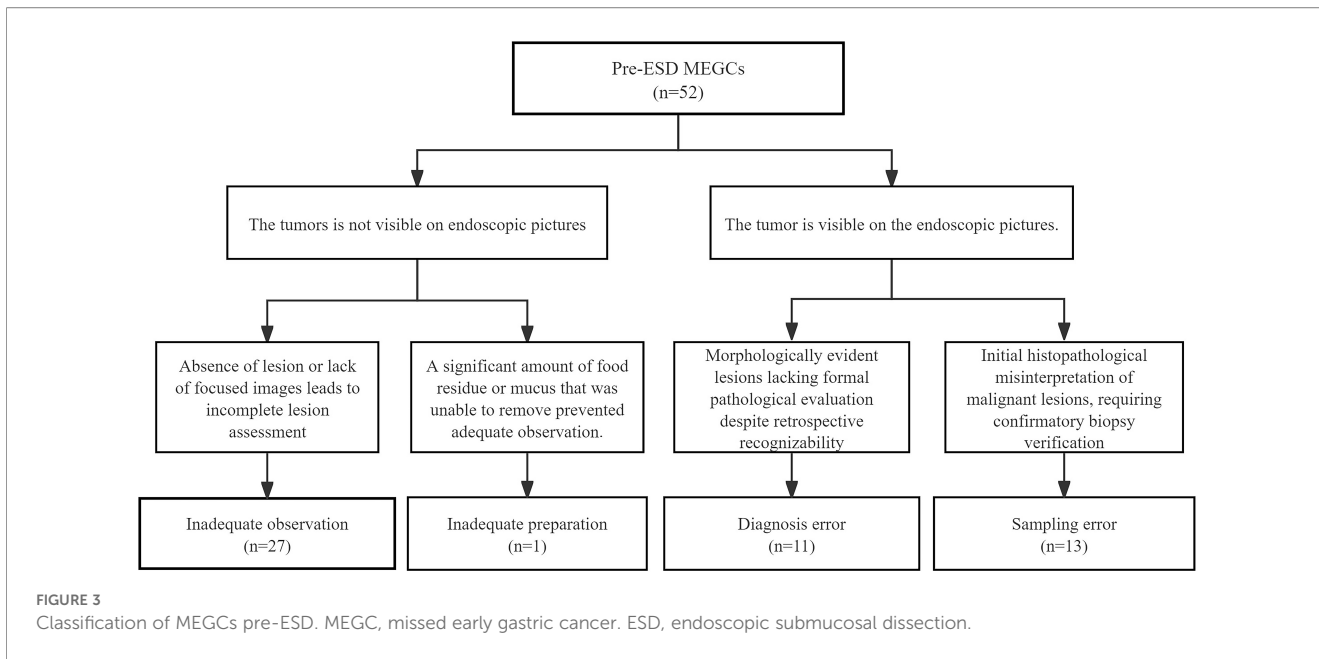 Pre-ESD MEGCs
(n=52)
The tumors is not visible on endoscopic pictures
The tumor is visible on the endoscopic pictures.
Absence of lesion or lack
of focused images leads to
incomplete lesion
assessment
A significant amount of food
residue or mucus that was
unable to remove prevented
adequate observation.
Morphologically evident
lesions lacking formal
pathological evaluation
despite retrospective
recognizability
Initial histopathological
misinterpretation of
malignant lesions, requiring
confirmatory biopsy
verification
Inadequate observation
(n=27)
Inadequate preparation
(n=1)
Diagnosis error
(n=11)
Sampling error
(n=13)
FIGURE 3
Classification of MEGCs pre-ESD. MEGC, missed early gastric cancer. ESD, endoscopic submucosal dissection.